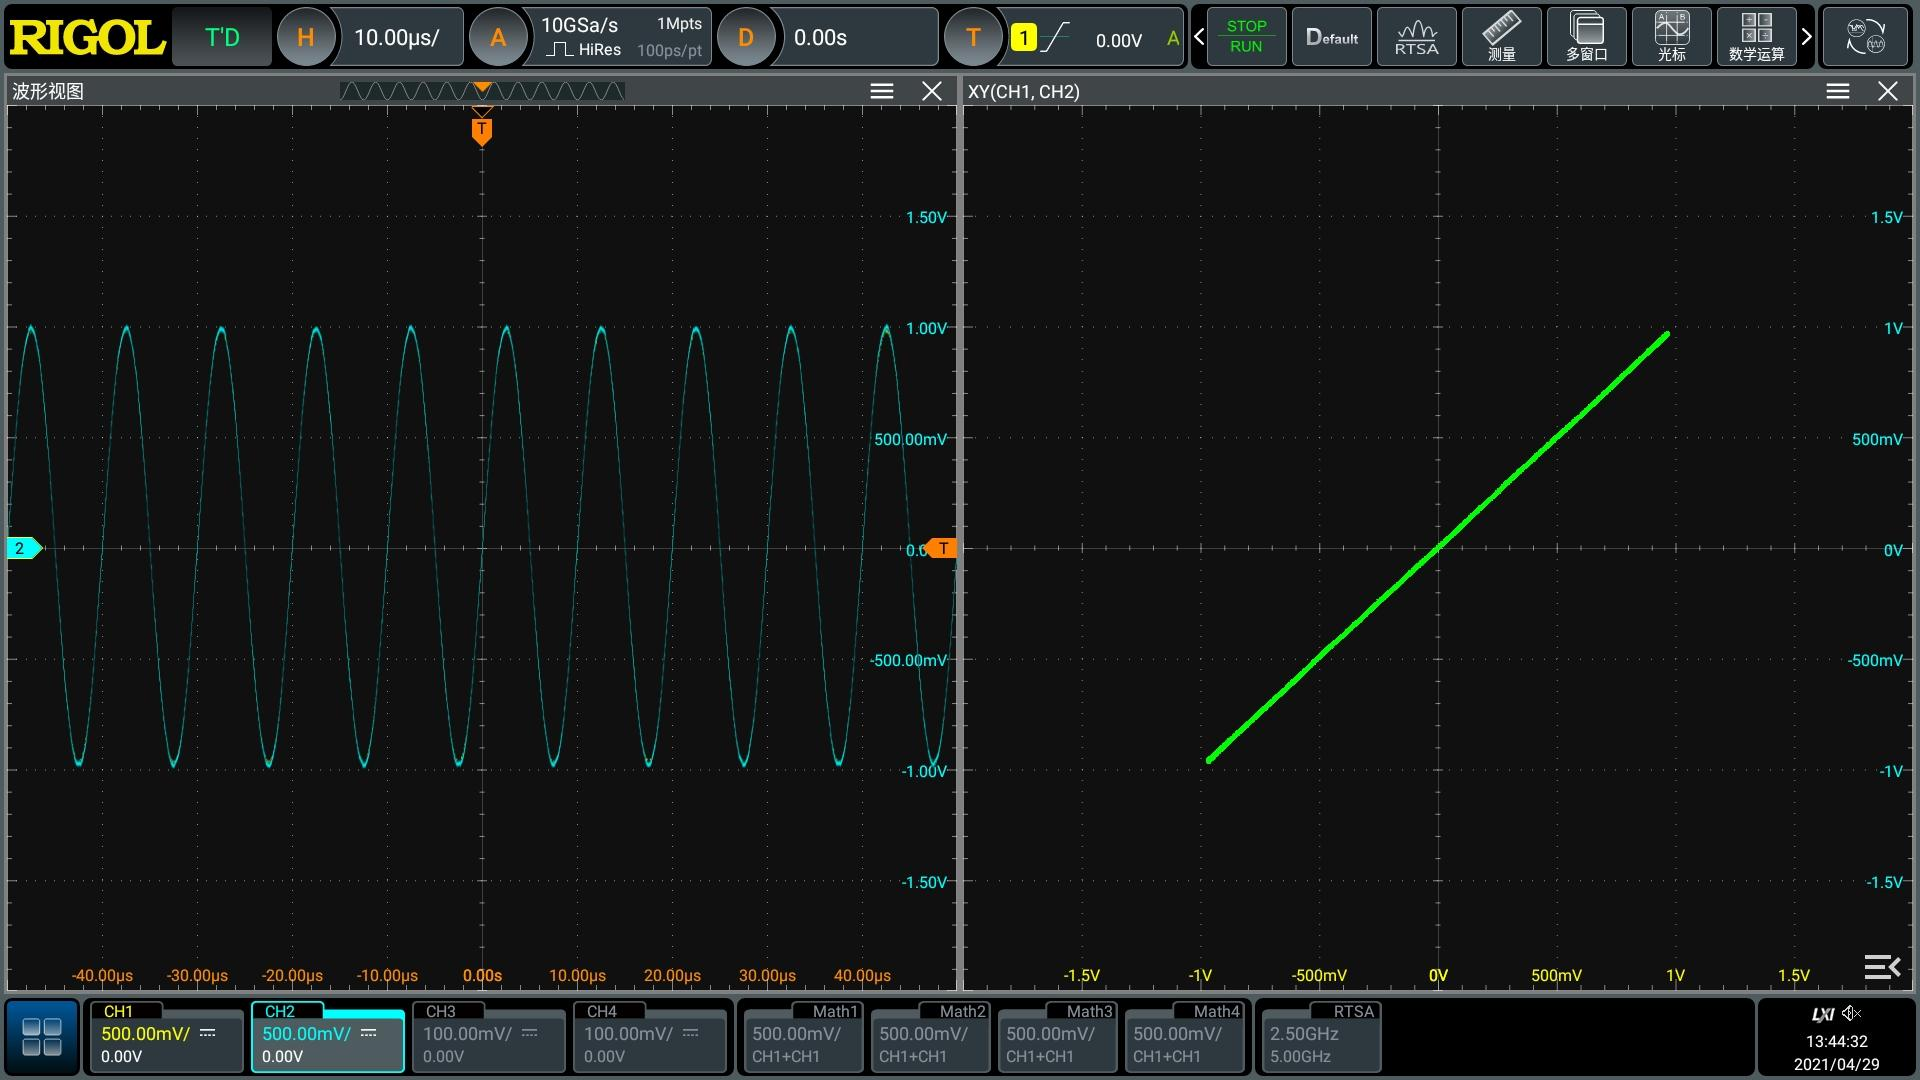 RIGOL
T'D
H
10.00µs/
A
10GSa/s
1Mpts
HiRes
100ps/pt
D
0.00s
T
1
0.00V
A
STOP
RUN
Default
RTSA
测量
多窗口
光标
数学运算
波形视图
XY(CH1, CH2)
T
1.50V
1.00V
500.00mV
2
T
-500.00mV
-1.00V
-1.50V
-40.00µs
-30.00µs
-20.00µs
-10.00µs
0.00s
10.00µs
20.00µs
30.00µs
40.00µs
1.5V
1V
500mV
0V
-500mV
-1V
-1.5V
-1.5V
-1V
-500mV
0V
500mV
1V
1.5V
CH1
500.00mV/
0.00V
CH2
500.00mV/
0.00V
CH3
100.00mV/
0.00V
CH4
100.00mV/
0.00V
Math1
500.00mV/
CH1+CH1
Math2
500.00mV/
CH1+CH1
Math3
500.00mV/
CH1+CH1
Math4
500.00mV/
CH1+CH1
RTSA
2.50GHz
5.00GHz
LXI
13:44:32
2021/04/29